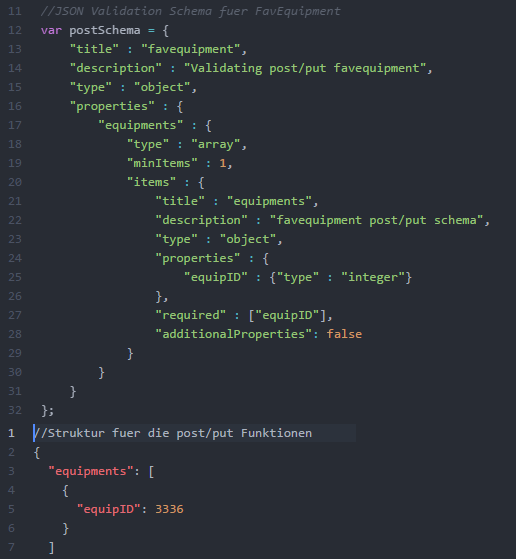 11 //JSON Validation Schema fuer FavEquipment
12 var postSchema = {
13 "title" : "favequipment",
14 "description" : "Validating post/put favequipment",
15 "type" : "object",
16 "properties" : {
17 "equipments" : {
18 "type" : "array",
19 "minItems" : 1,
20 "items" : {
21 "title" : "equipments",
22 "description" : "favequipment post/put schema",
23 "type" : "object",
24 "properties" : {
25 "equipID" : {"type" : "integer"}
26 },
27 "required" : ["equipID"],
28 "additionalProperties": false
29 }
30 }
31 }
32 };
1 //Struktur fuer die post/put Funktionen
2 {
3 "equipments": [
4 {
5 "equipID": 3336
6 }
7 ]